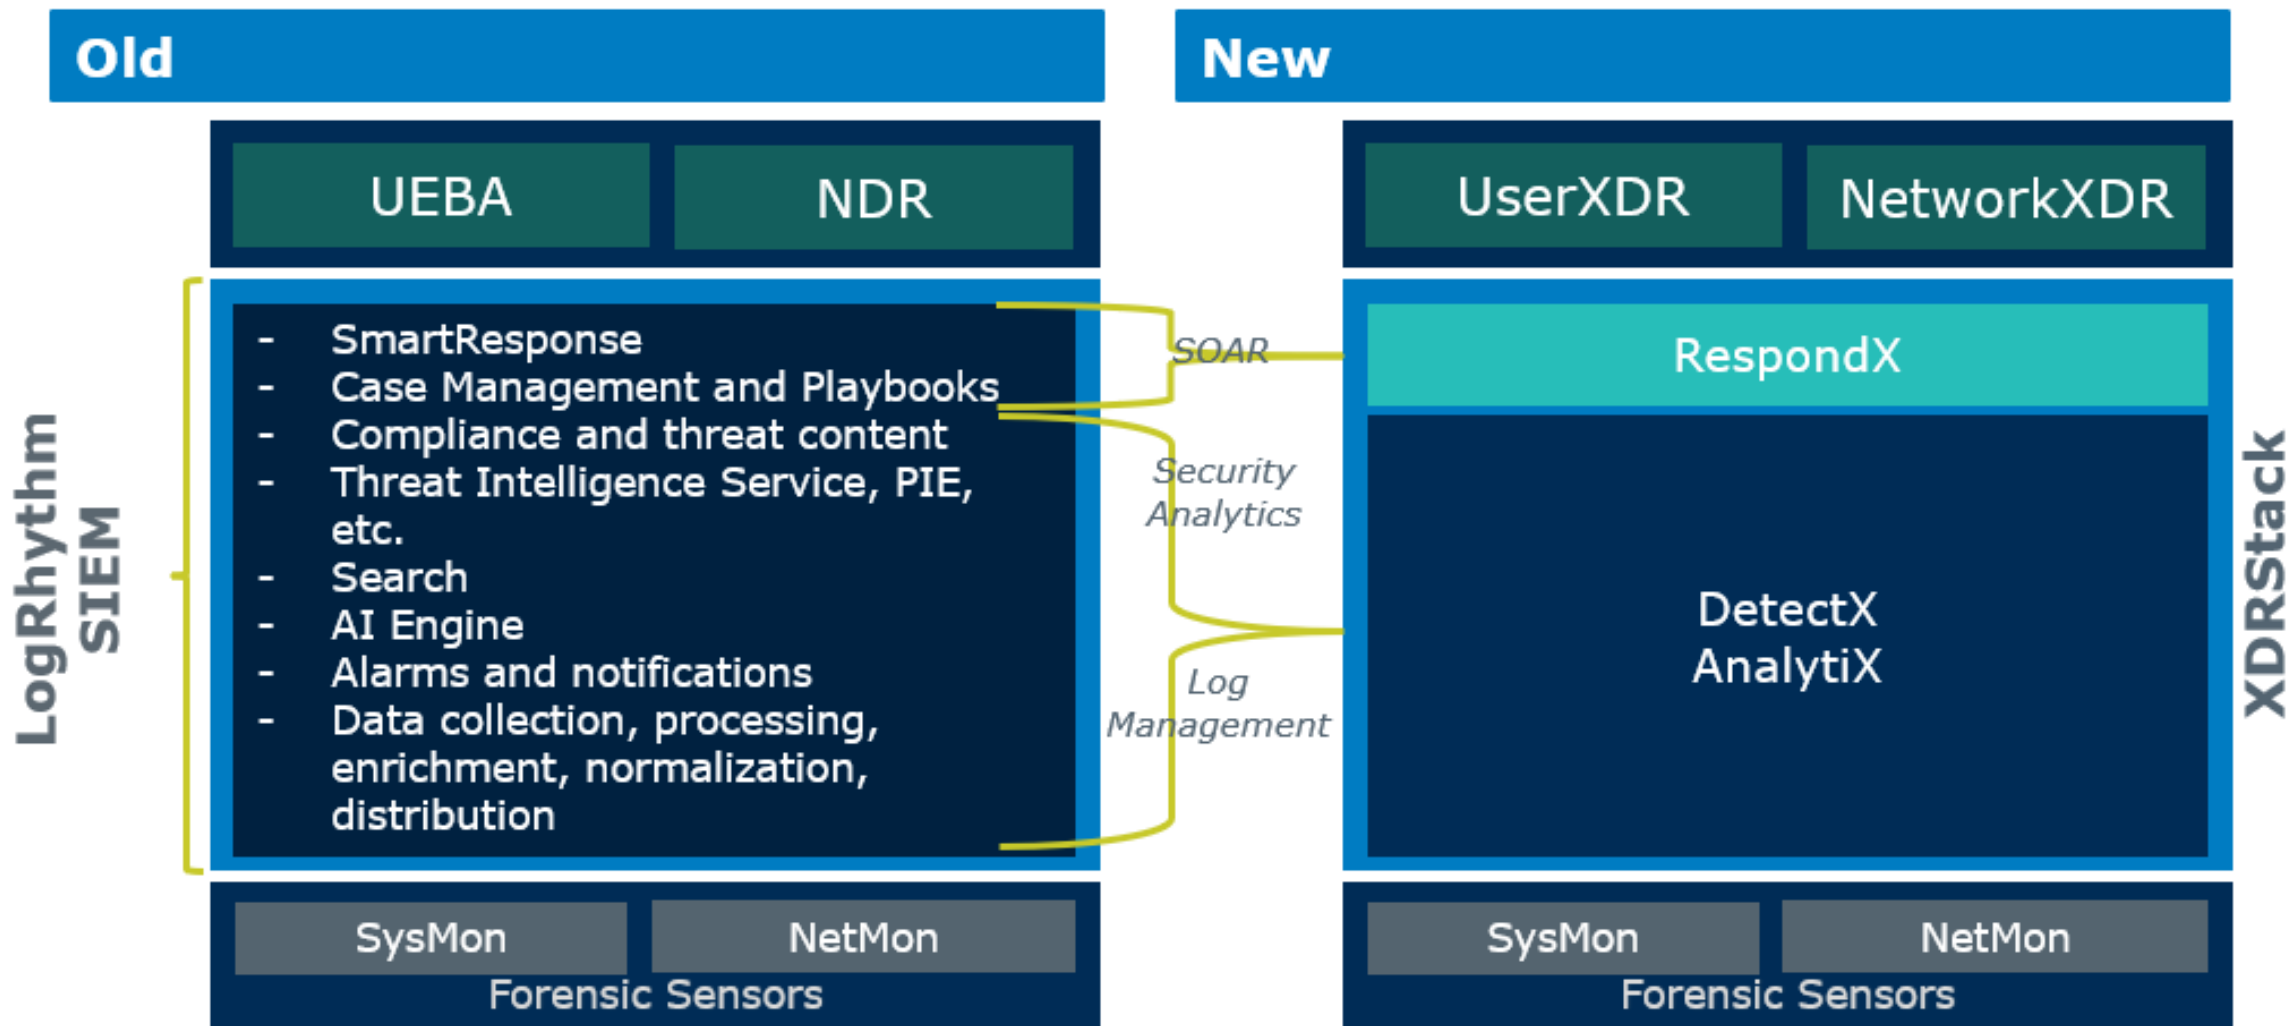 Old
New
UEBA
NDR
UserXDR
NetworkXDR
LogRhythm
SIEM
- SmartResponse
- Case Management and Playbooks
- Compliance and threat content
- Threat Intelligence Service, PIE,
etc.
- Search
- AI Engine
- Alarms and notifications
- Data collection, processing,
enrichment, normalization,
distribution
SOAR
Security
Analytics
Log
Management
RespondX
DetectX
AnalytiX
XDRStack
SysMon
NetMon
Forensic Sensors
SysMon
NetMon
Forensic Sensors